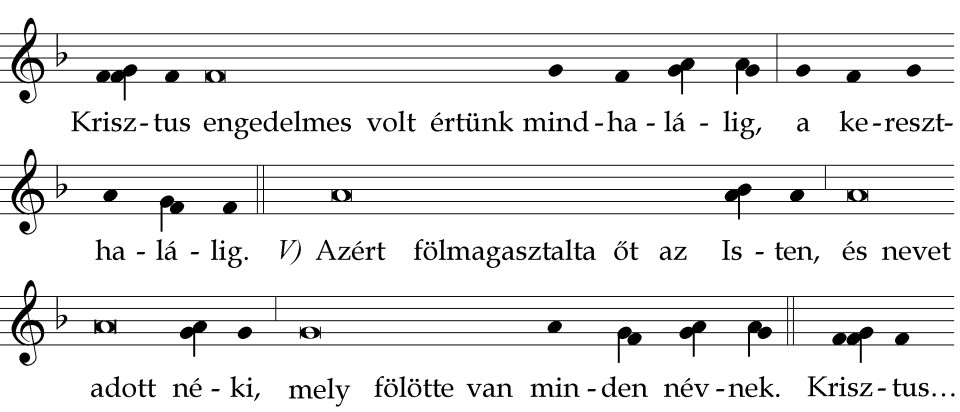 Krisz-tus engedelmes volt értünk mind-ha-lá-lig, a ke-reszt-
ha-lá-lig. V) Azért fölmagasztalta őt az Is-ten, és nevet
adott né-ki, mely fölötte van min-den név-nek. Krisz-tus...